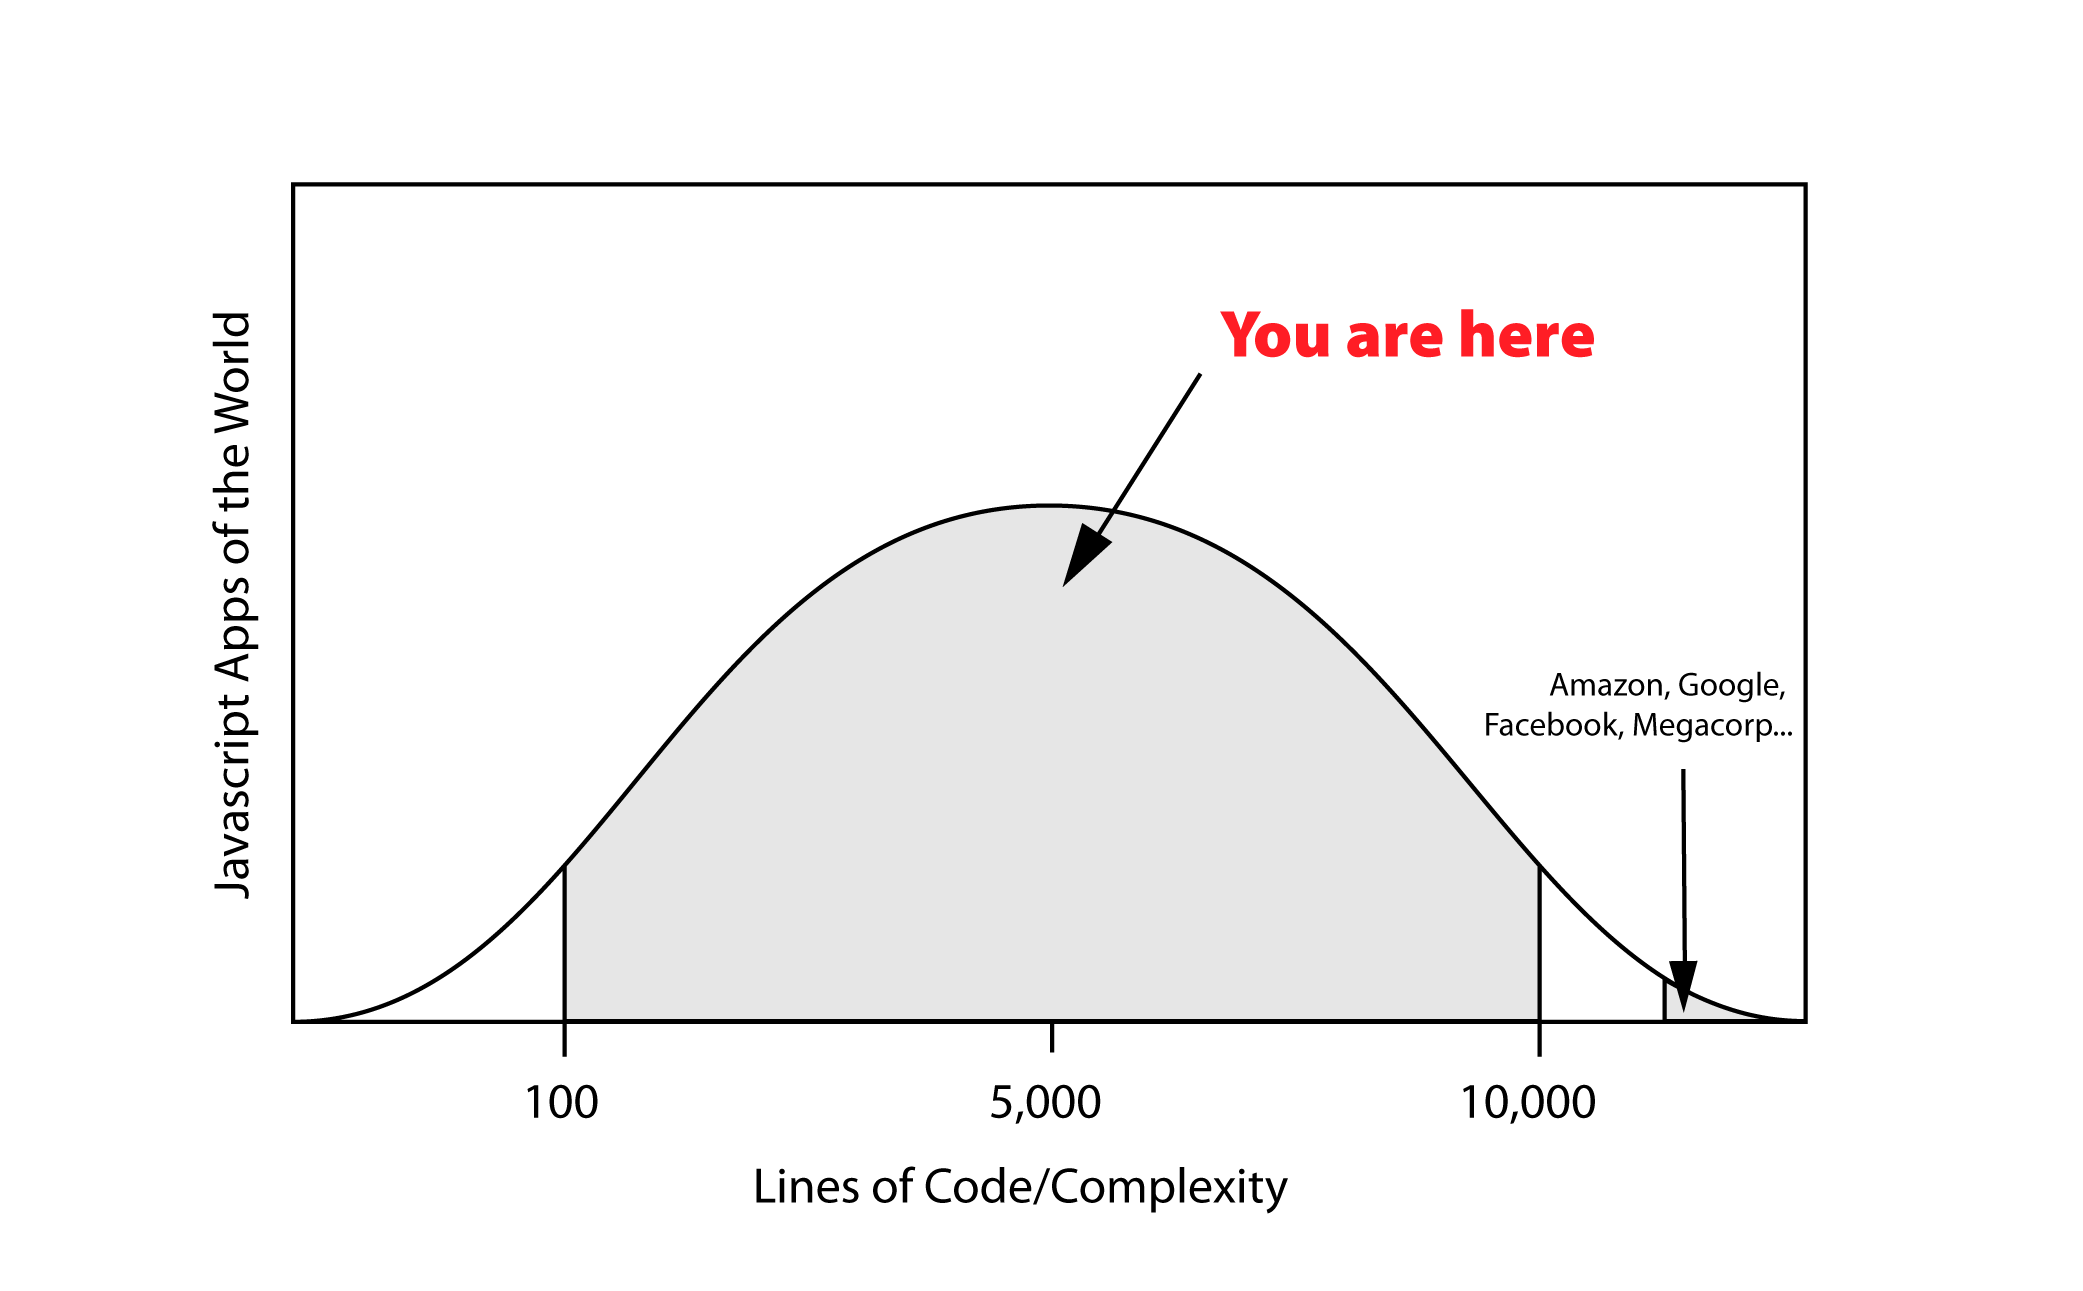 You are here
Javascript Apps of the World
Amazon, Google,
Facebook, Megacorp...
100
5,000
10,000
Lines of Code/Complexity